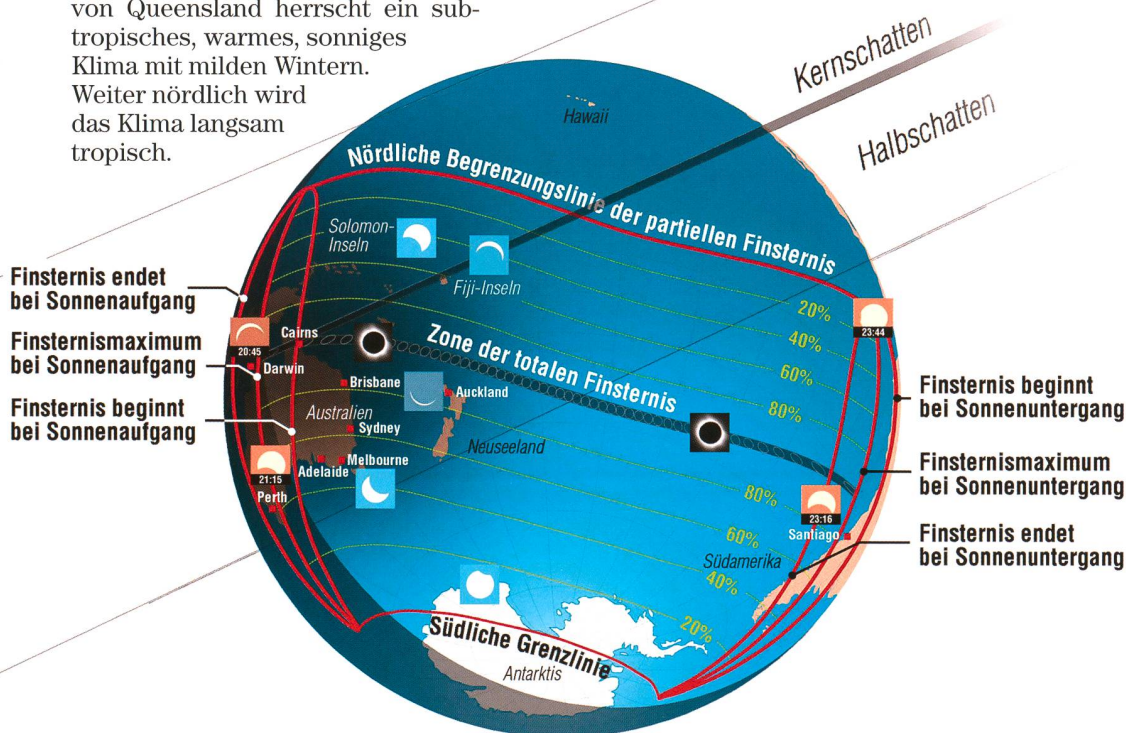 von Queensland herrscht ein sub-
tropisches, warmes, sonniges
Klima mit milden Wintern.
Weiter nördlich wird
das Klima langsam
tropisch.
Kernschatten
Halbschatten
Hawaii
Nördliche Begrenzungslinie der partiellen Finsternis
Solomon-
Inseln
Fiji-Inseln
Finsternis endet
bei Sonnenaufgang
Finsternismaximum
bei Sonnenaufgang
Finsternis beginnt
bei Sonnenaufgang
20:45
Cairns
Darwin
Zone der totalen Finsternis
Brisbane
Auckland
Australien
Sydney
Neuseeland
Melbourne
Adelaide
21:15
Perth
20%
40%
60%
80%
80%
60%
40%
20%
23:44
23:16
Santiago
Südamerika
Finsternis beginnt
bei Sonnenuntergang
Finsternismaximum
bei Sonnenuntergang
Finsternis endet
bei Sonnenuntergang
Südliche Grenzlinie
Antarktis